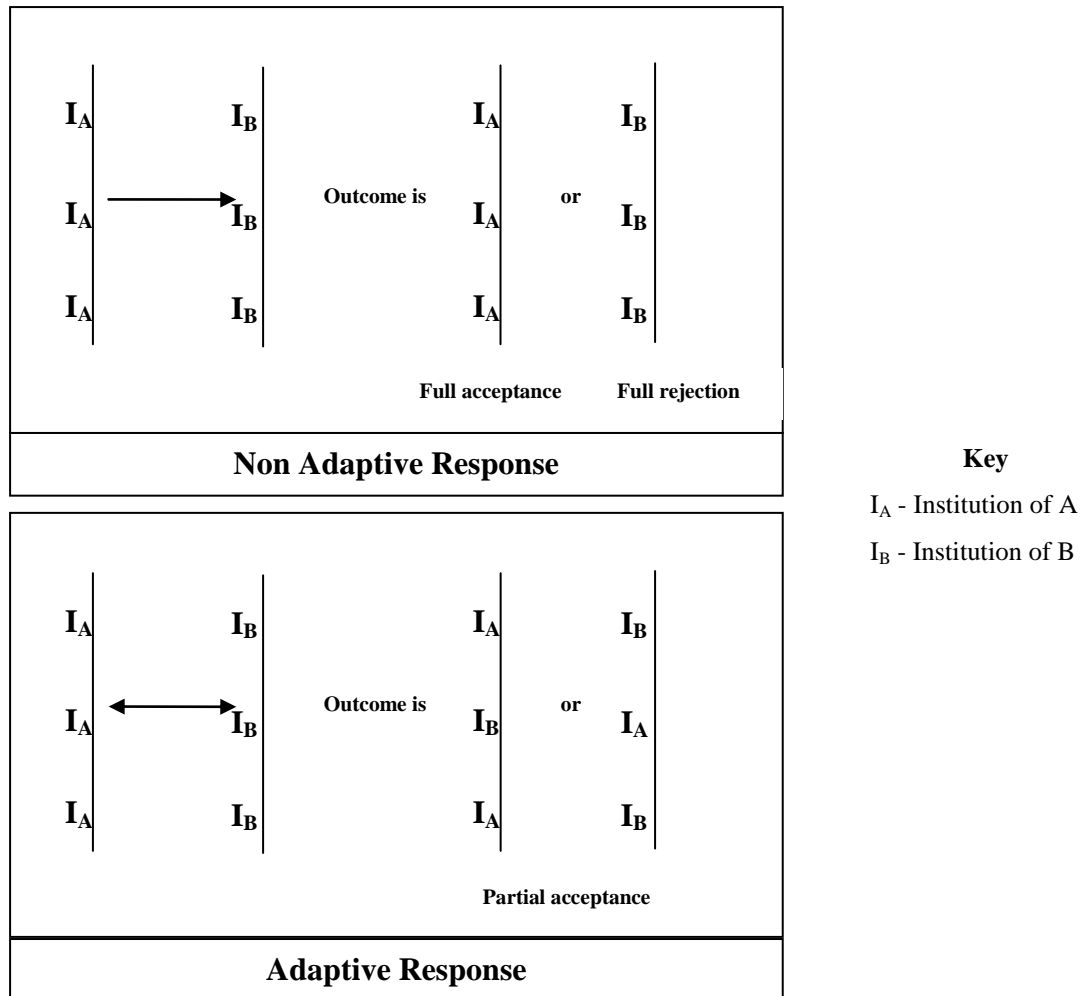 I_A I_B I_A I_B
I_A I_B Outcome is I_A or I_B
I_A I_B I_A I_B
Full acceptance Full rejection
Non Adaptive Response
Key
I_A - Institution of A
I_B - Institution of B
I_A I_B I_A I_B
I_A I_B Outcome is I_B or I_A
I_A I_B I_A I_B
Partial acceptance
Adaptive Response